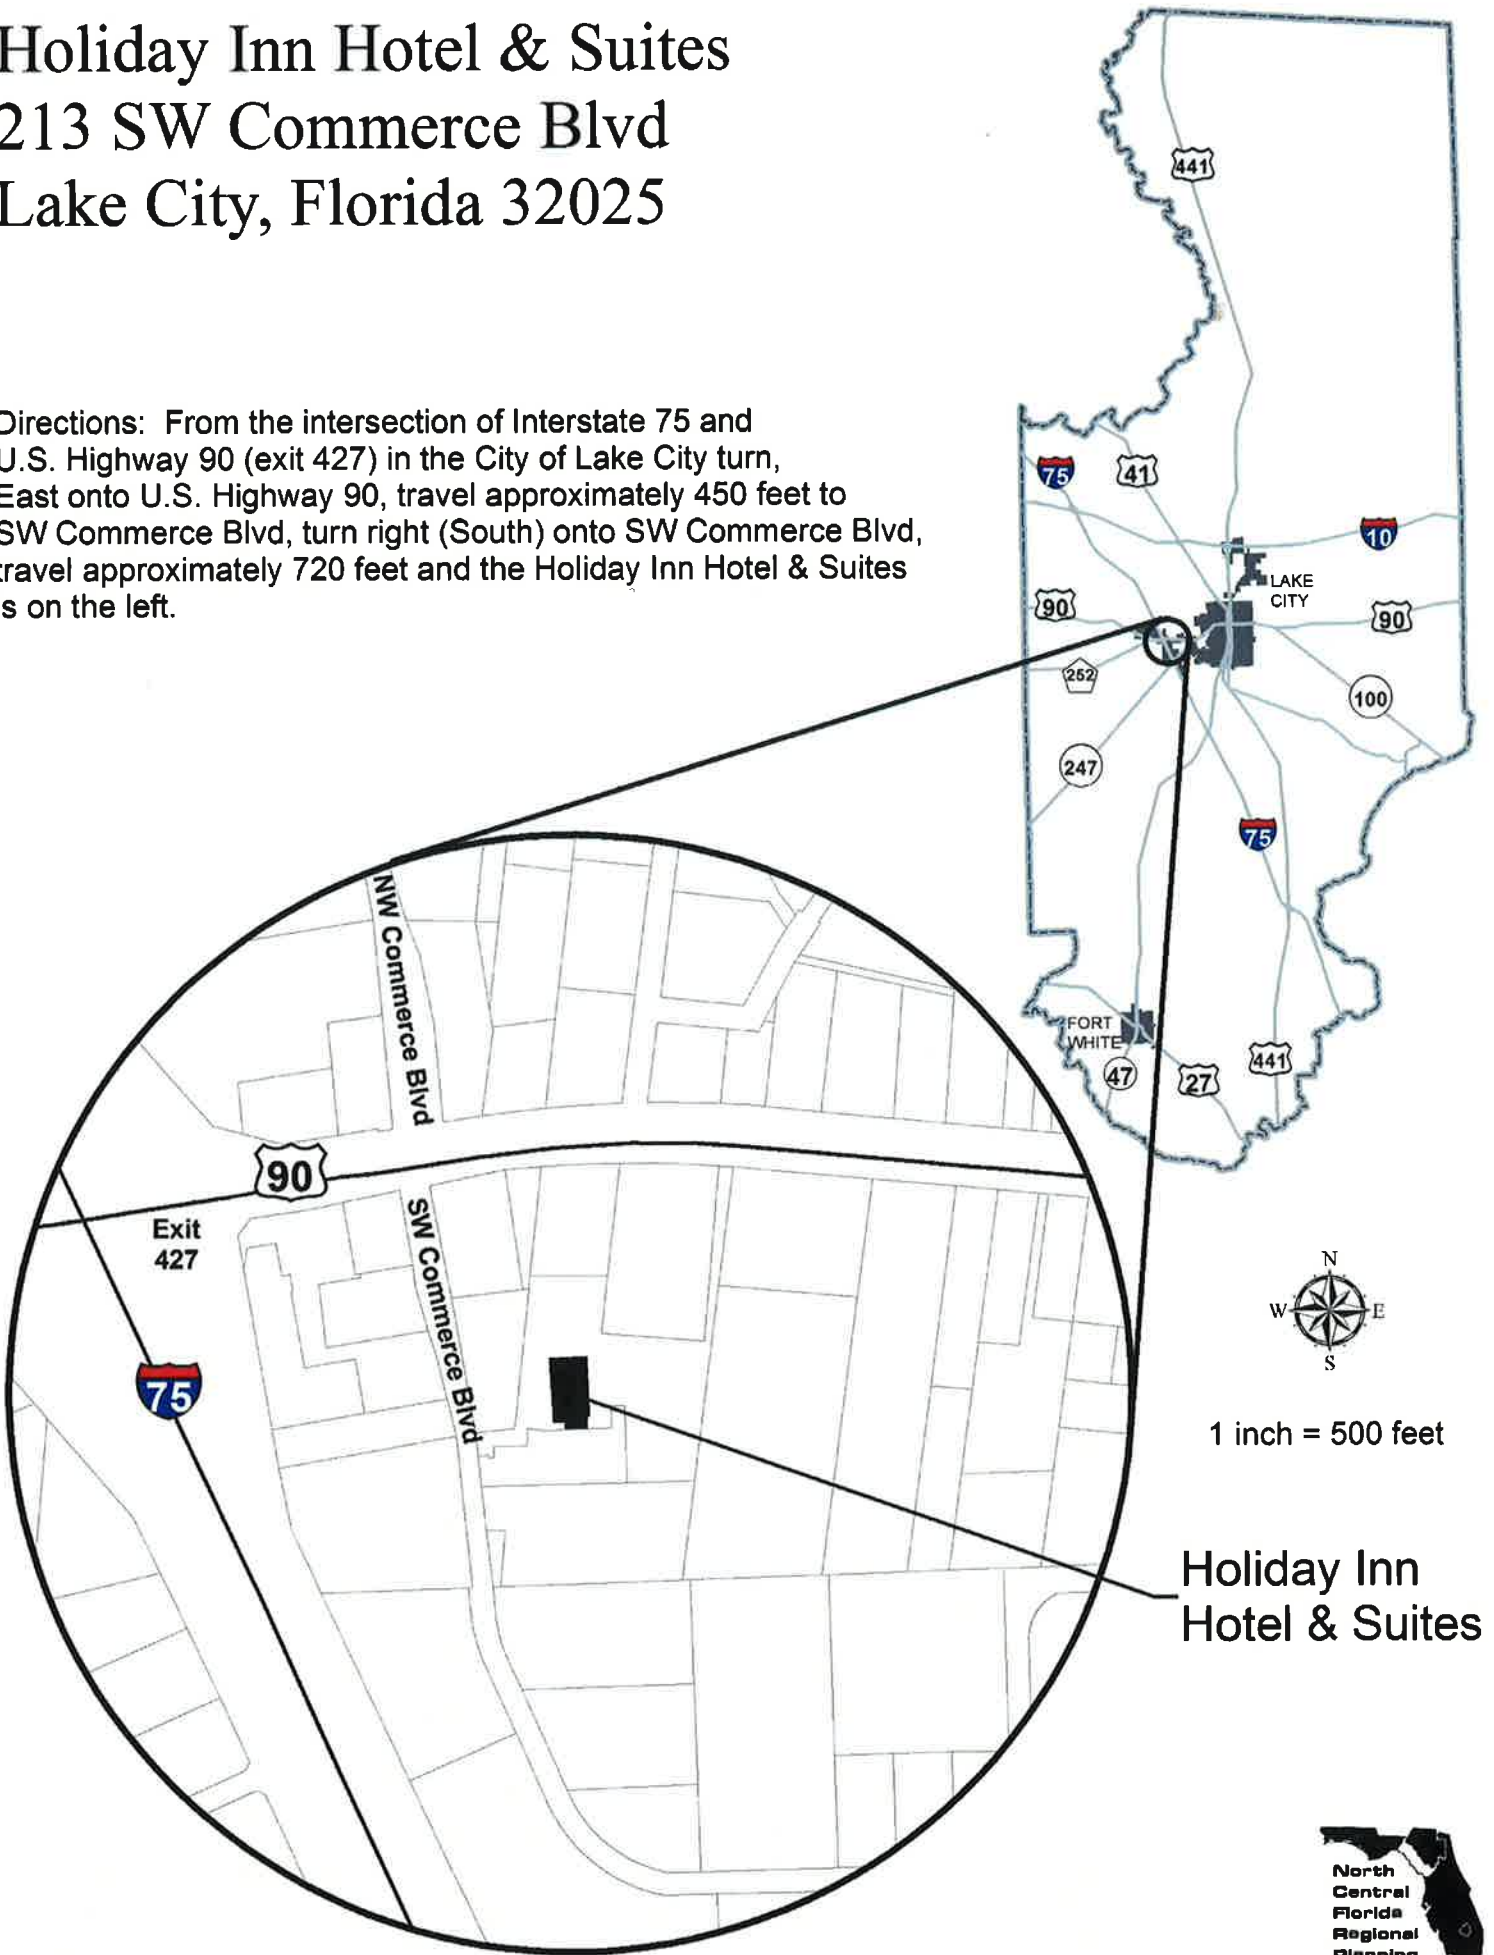 Holiday Inn Hotel & Suites
213 SW Commerce Blvd
Lake City, Florida 32025
Directions: From the intersection of Interstate 75 and
U.S. Highway 90 (exit 427) in the City of Lake City turn,
East onto U.S. Highway 90, travel approximately 450 feet to
SW Commerce Blvd, turn right (South) onto SW Commerce Blvd,
travel approximately 720 feet and the Holiday Inn Hotel & Suites
is on the left.
441
75
41
10
LAKE
CITY
90
90
252
100
247
75
FORT
WHITE
47
27
441
NW Commerce Blvd
90
Exit
427
SW Commerce Blvd
75
N
W
E
S
1 inch = 500 feet
Holiday Inn
Hotel & Suites
North
Central
Florida
Regional
Planning